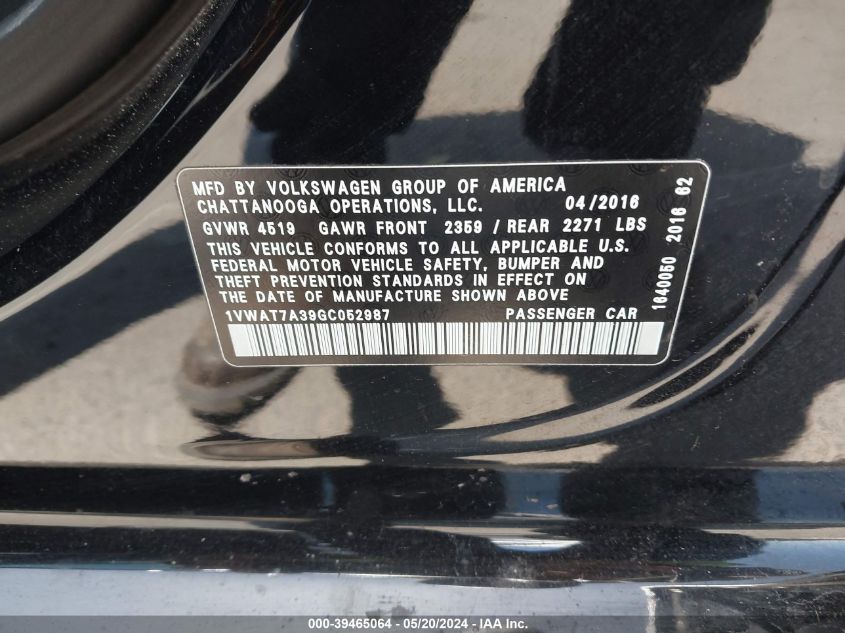 MFD BY VOLKSWAGEN GROUP OF AMERICA
CHATTANOOGA OPERATIONS, LLC. 04/2016
GVWR 4519 GAWR FRONT 2359 / REAR 2271 LBS
THIS VEHICLE CONFORMS TO ALL APPLICABLE U.S.
FEDERAL MOTOR VEHICLE SAFETY, BUMPER AND
THEFT PREVENTION STANDARDS IN EFFECT ON
THE DATE OF MANUFACTURE SHOWN ABOVE
1VWAT7A39GC052987 PASSENGER CAR
1640050 2016 62
000-39465064 / 05/20/2024 - IAA Inc.